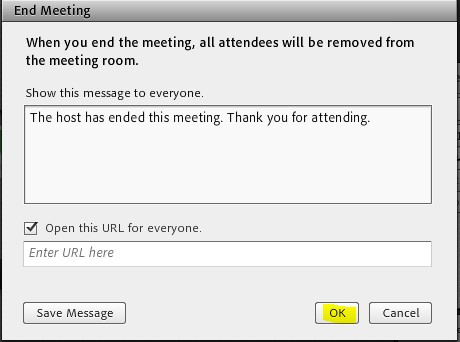 End Meeting
When you end the meeting, all attendees will be removed from
the meeting room.
Show this message to everyone.
The host has ended this meeting. Thank you for attending.
Open this URL for everyone.
Enter URL here
Save Message
OK
Cancel